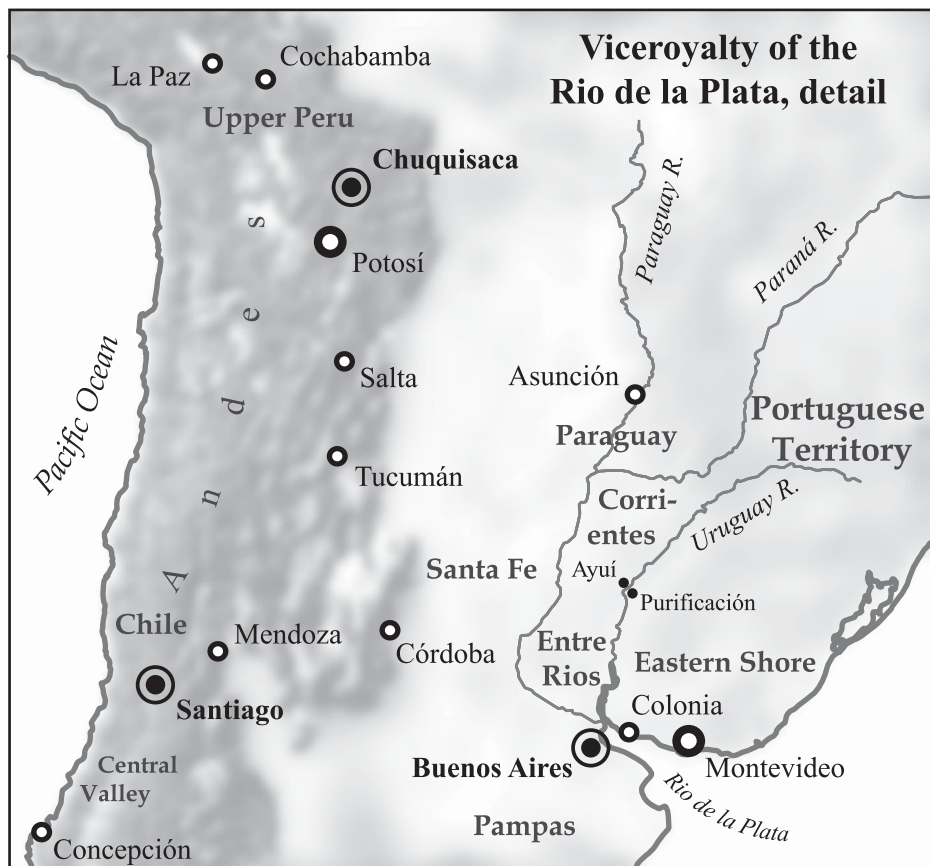 Viceroyalty of the
Rio de la Plata, detail
La Paz
Cochabamba
Upper Peru
Chuquisaca
Potosí
Paraguay R.
Paraná R.
Pacific Ocean
Andes
Salta
Asunción
Paraguay
Portuguese
Territory
Tucumán
Corri-
entes
Uruguay R.
Santa Fe
Ayuí
Purificación
Chile
Mendoza
Córdoba
Entre
Rios
Eastern Shore
Santiago
Colonia
Central
Valley
Buenos Aires
Montevideo
Rio de la Plata
Pampas
Concepción